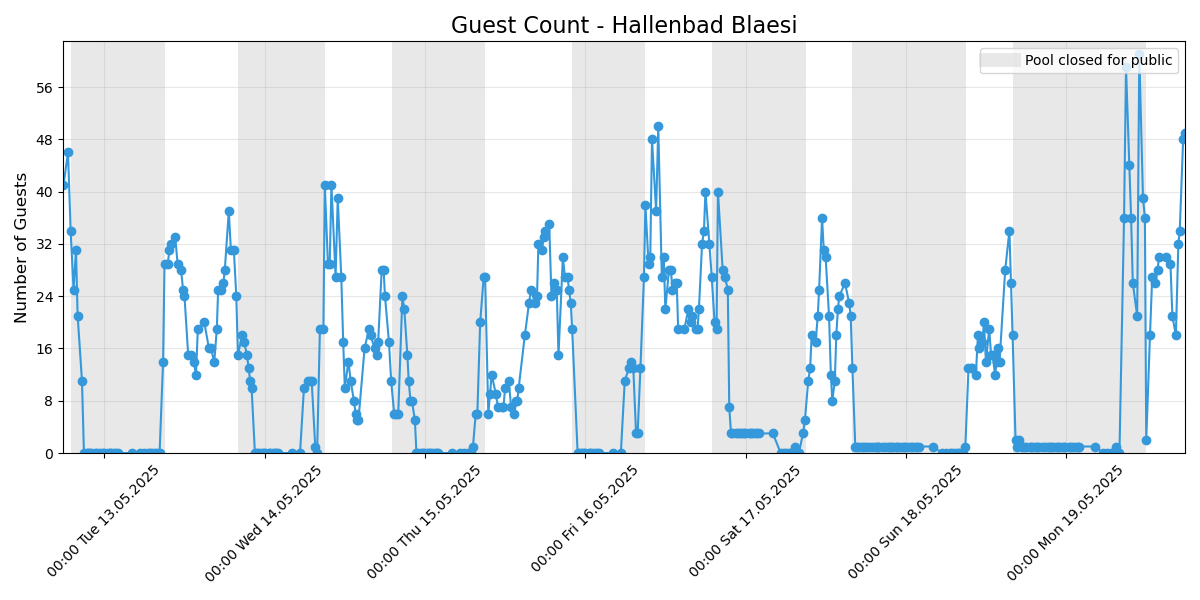 Guest Count - Hallenbad Blaesi
Pool closed for public
Number of Guests
56
48
40
32
24
16
8
0
00:00 Tue 13.05.2025
00:00 Wed 14.05.2025
00:00 Thu 15.05.2025
00:00 Fri 16.05.2025
00:00 Sat 17.05.2025
00:00 Sun 18.05.2025
00:00 Mon 19.05.2025